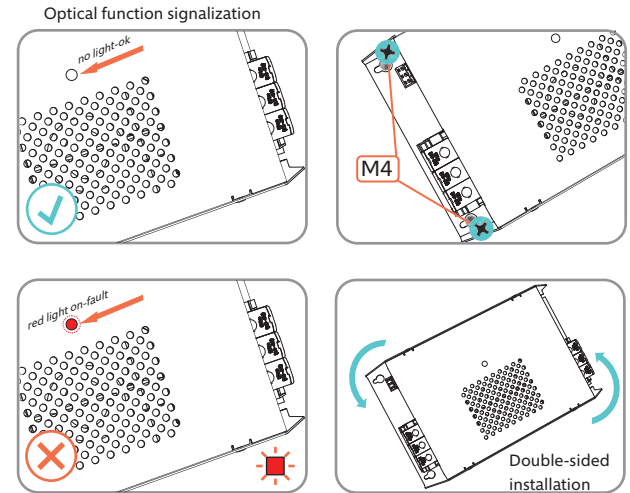 Optical function signalization
no light-ok
M4
red light on-fault
Double-sided
installation